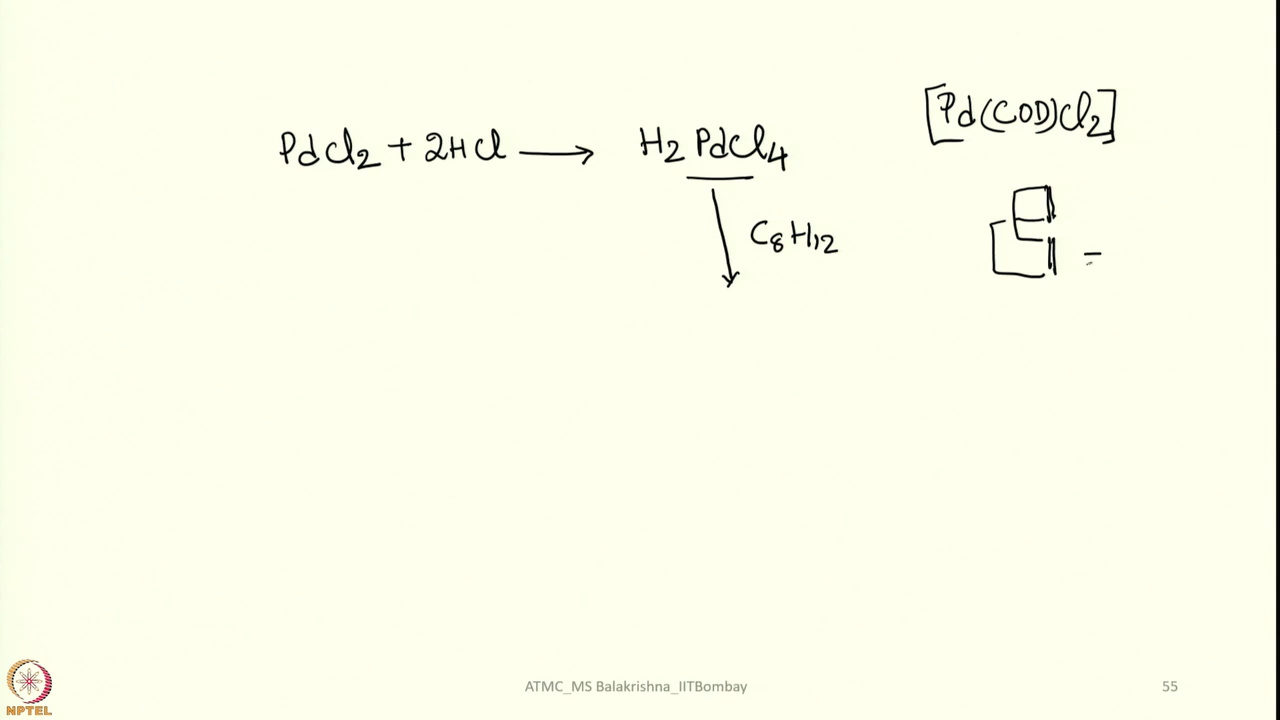 [Pd(COD)Cl2]
PdCl2 + 2HCl ⟶ H2PdCl4
C8H12
NPTEL
ATMC_MS Balakrishna_IITBombay
55